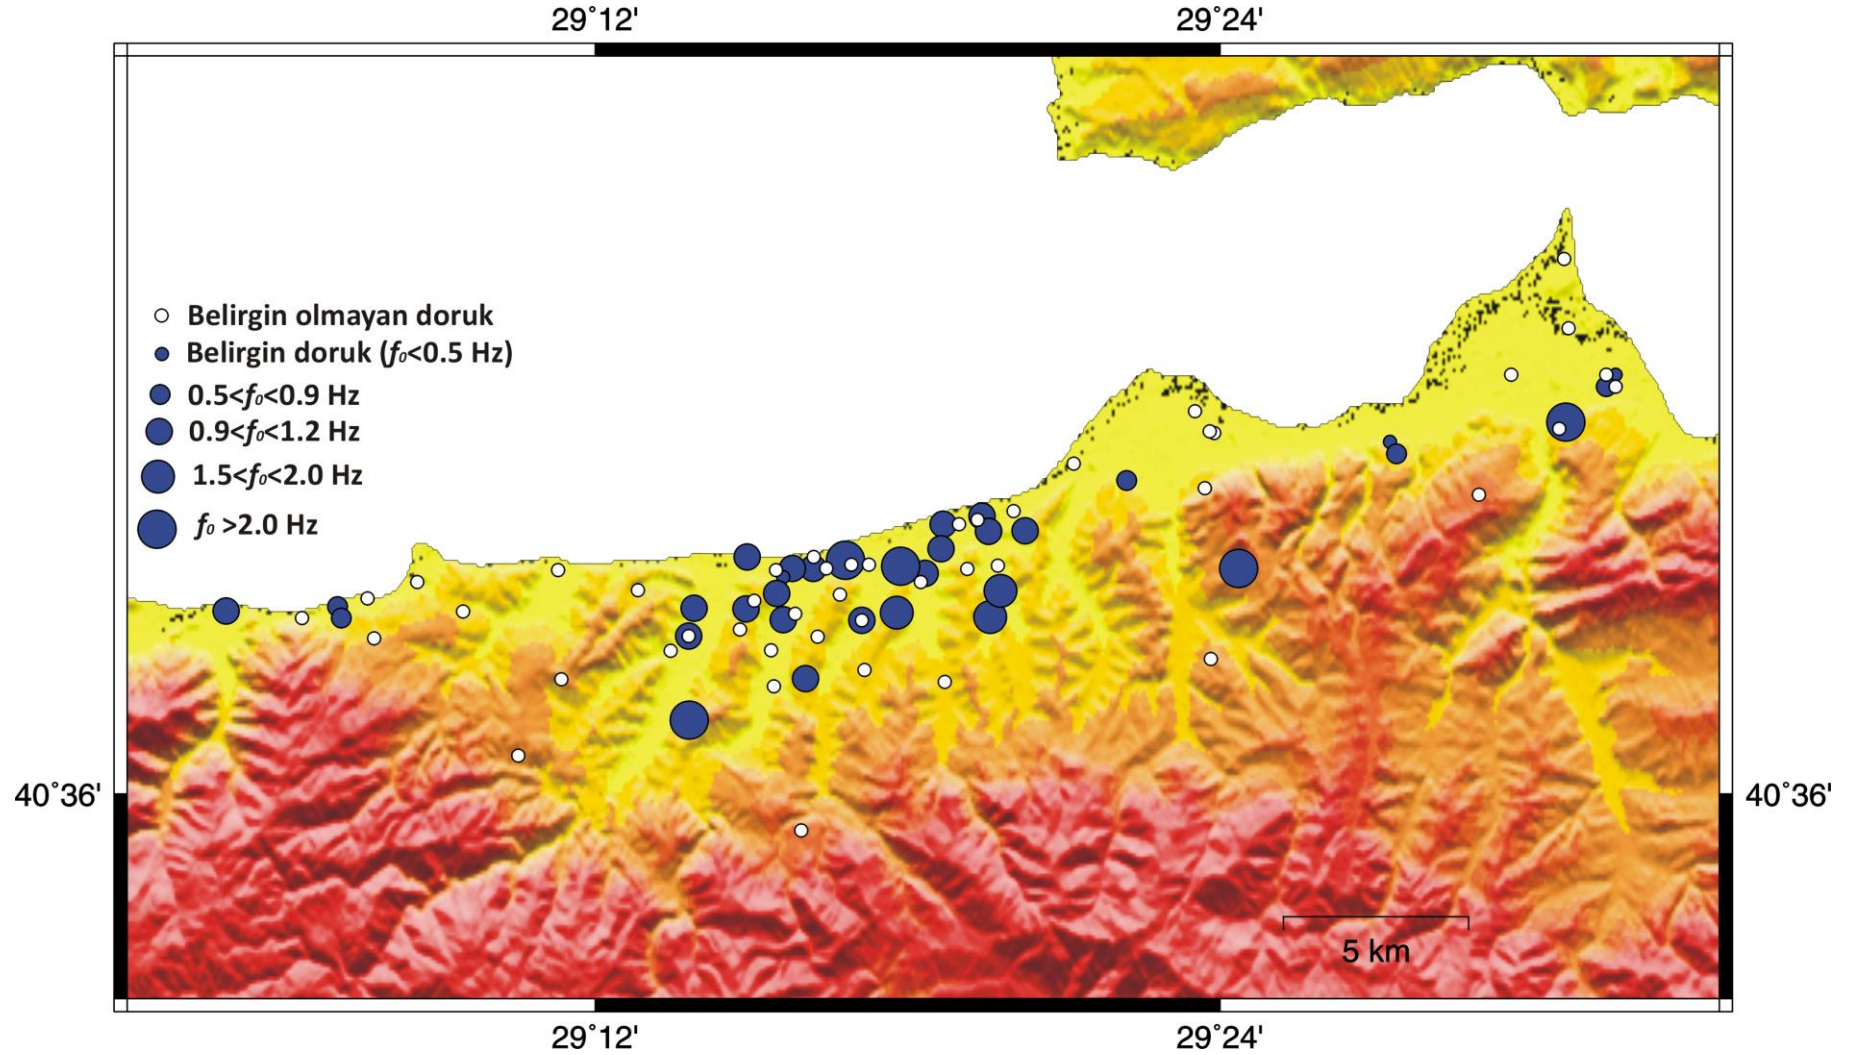 29°12' 29°24'
Belirgin olmayan doruk
Belirgin doruk (f₀<0.5 Hz)
0.5<f₀<0.9 Hz
0.9<f₀<1.2 Hz
1.5<f₀<2.0 Hz
f₀ >2.0 Hz
40°36' 40°36'
5 km
29°12' 29°24'